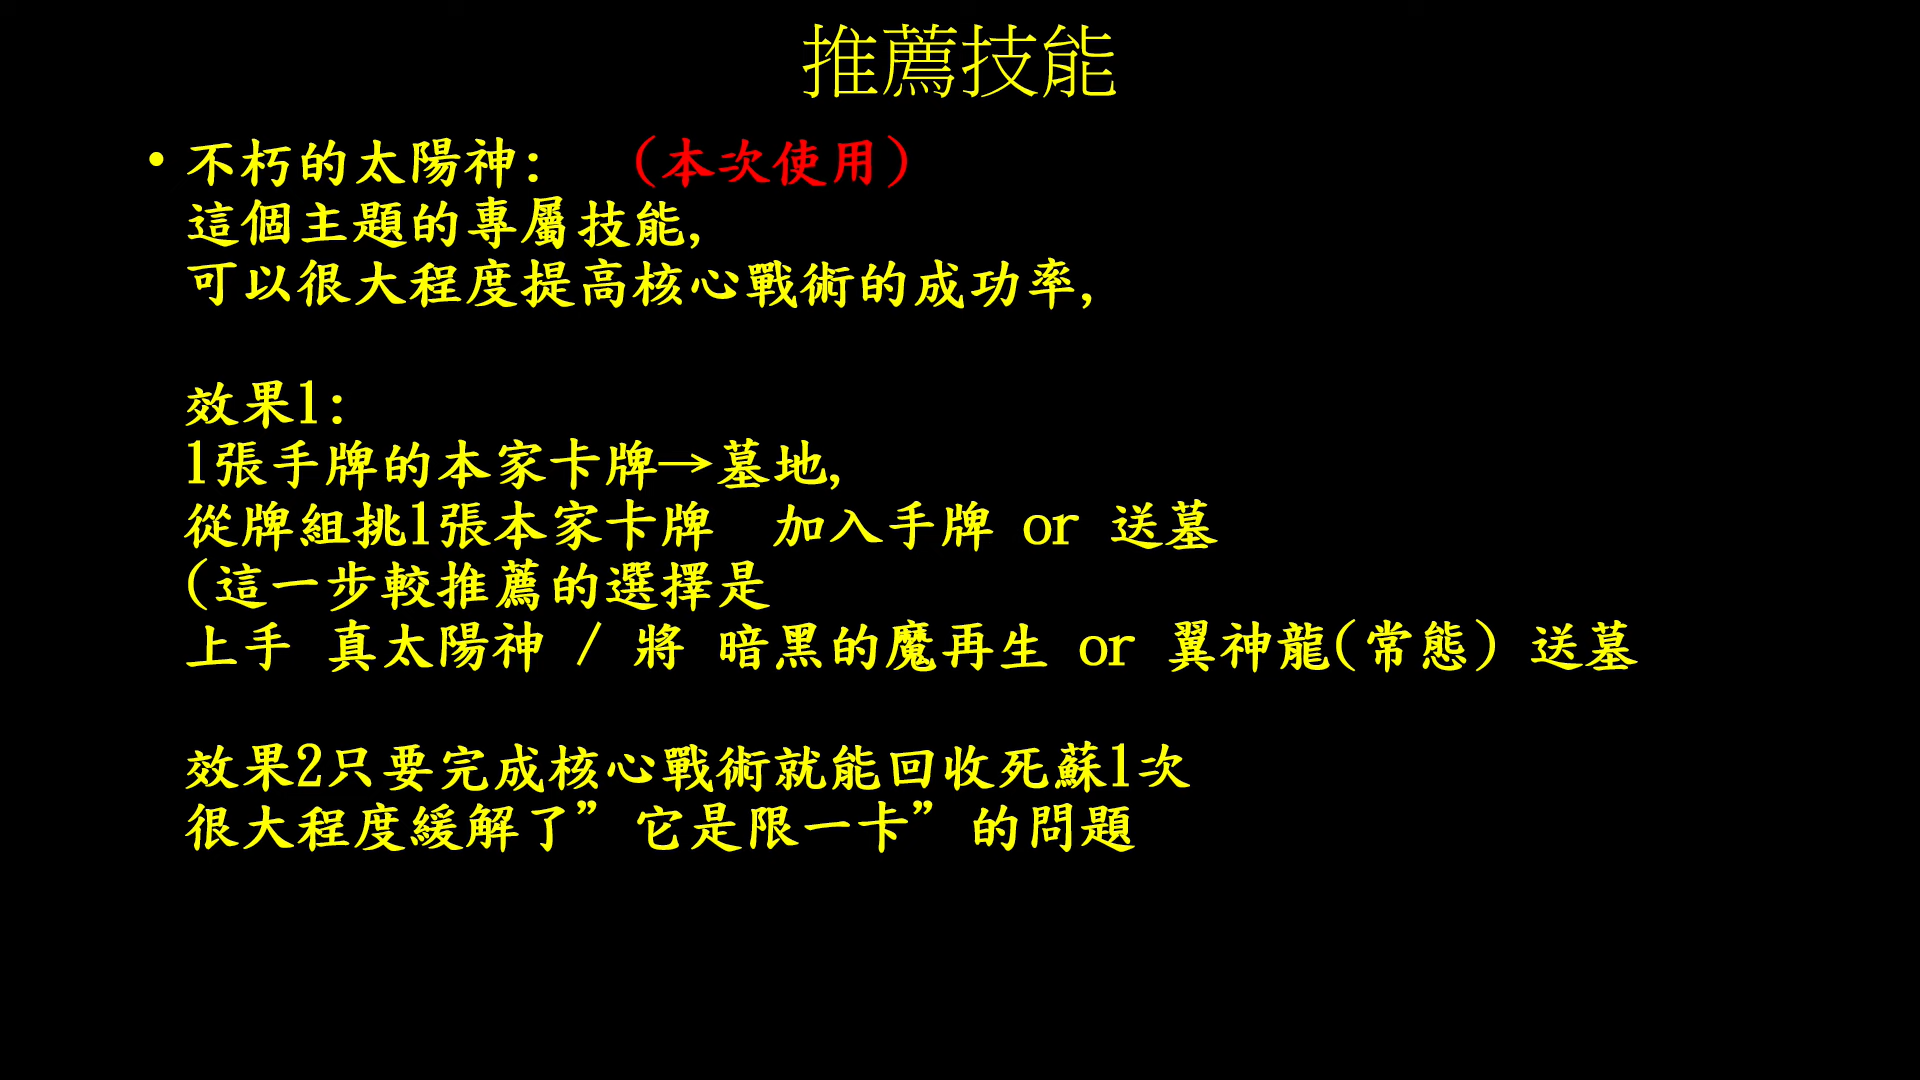 推薦技能
• 不朽的太陽神: (本次使用)
這個主題的專屬技能,
可以很大程度提高核心戰術的成功率,
效果1:
1張手牌的本家卡牌→墓地,
從牌組挑1張本家卡牌 加入手牌 or 送墓
(這一步較推薦的選擇是
上手 真太陽神 / 將 暗黑的魔再生 or 翼神龍(常態) 送墓
效果2只要完成核心戰術就能回收死蘇1次
很大程度緩解了”它是限一卡”的問題